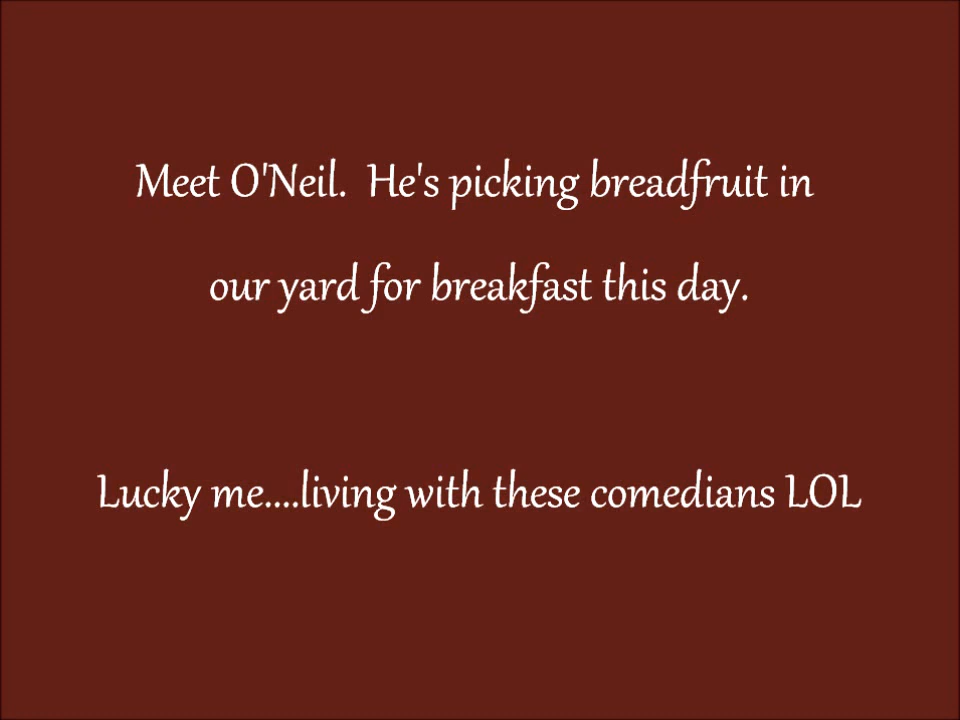 Meet O'Neil.  He's picking breadfruit in
our yard for breakfast this day.
Lucky me....living with these comedians LOL